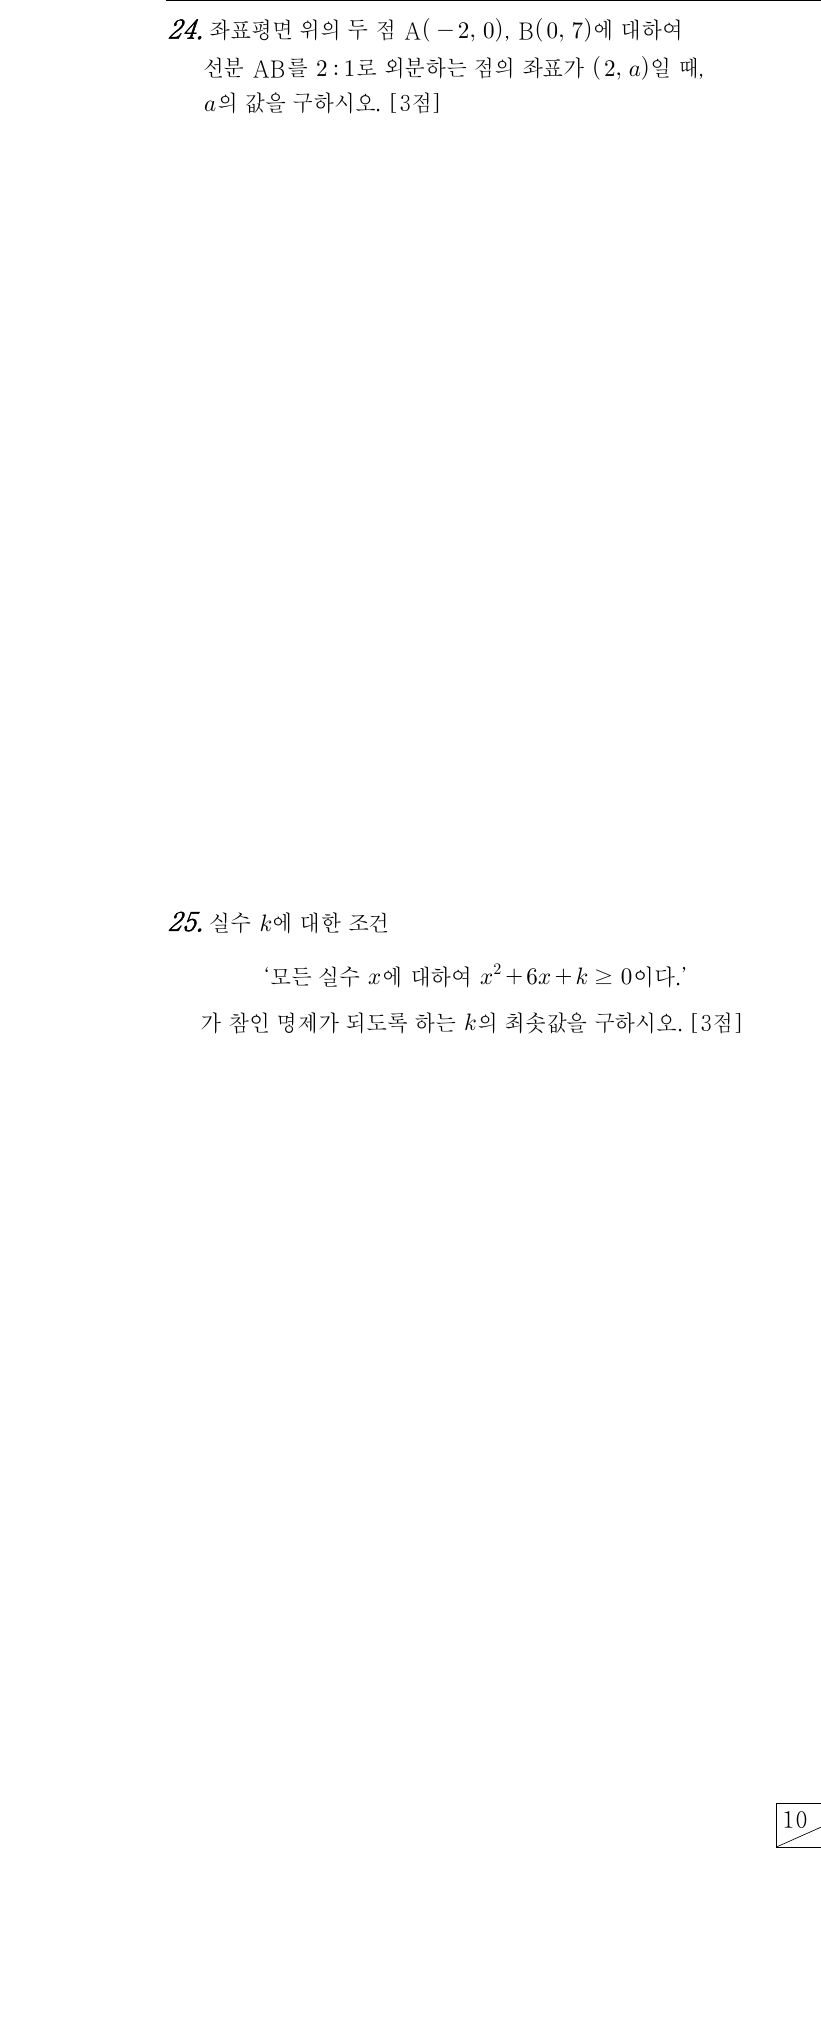 24. 좌표평면 위의 두 점 A(−2, 0), B(0, 7)에 대하여
선분 AB를 2 : 1로 외분하는 점의 좌표가 (2, a)일 때,
a의 값을 구하시오. [3점]
25. 실수 k에 대한 조건
‘모든 실수 x에 대하여 x²+6x+k ≥ 0이다.’
가 참인 명제가 되도록 하는 k의 최솟값을 구하시오. [3점]
10